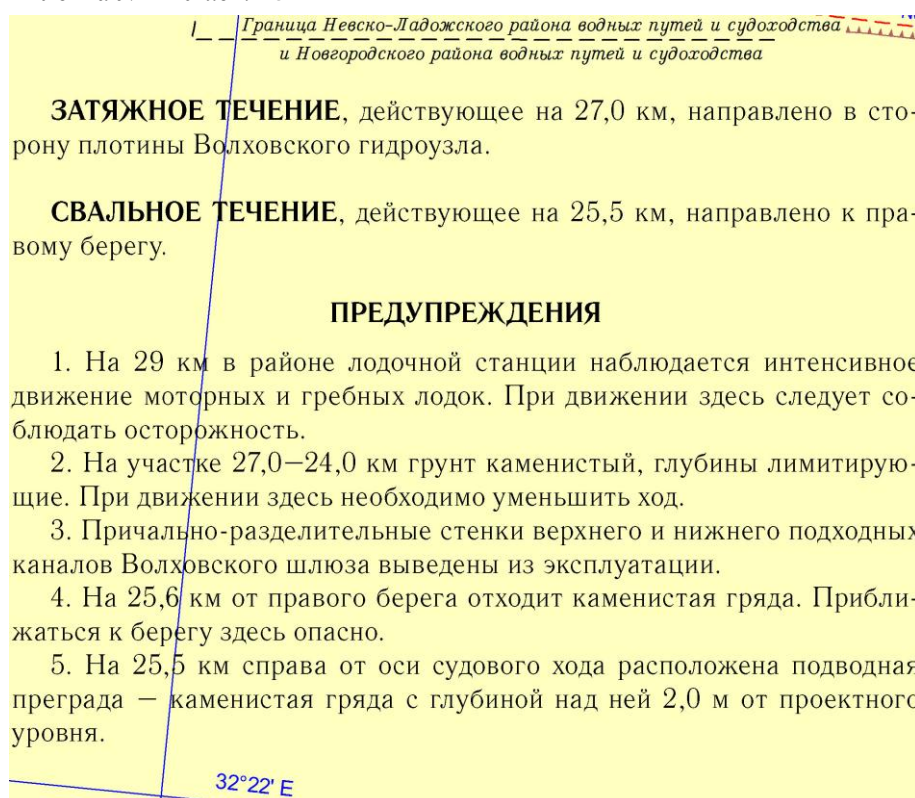 Граница Невско-Ладожского района водных путей и судоходства
и Новгородского района водных путей и судоходства
ЗАТЯЖНОЕ ТЕЧЕНИЕ, действующее на 27,0 км, направлено в сто-
рону плотины Волховского гидроузла.
СВАЛЬНОЕ ТЕЧЕНИЕ, действующее на 25,5 км, направлено к пра-
вому берегу.
ПРЕДУПРЕЖДЕНИЯ
1. На 29 км в районе лодочной станции наблюдается интенсивное
движение моторных и гребных лодок. При движении здесь следует со-
блюдать осторожность.
2. На участке 27,0–24,0 км грунт каменистый, глубины лимитирую-
щие. При движении здесь необходимо уменьшить ход.
3. Причально-разделительные стенки верхнего и нижнего подходных
каналов Волховского шлюза выведены из эксплуатации.
4. На 25,6 км от правого берега отходит каменистая гряда. Прибли-
жаться к берегу здесь опасно.
5. На 25,5 км справа от оси судового хода расположена подводная
преграда – каменистая гряда с глубиной над ней 2,0 м от проектного
уровня.
32°22' E